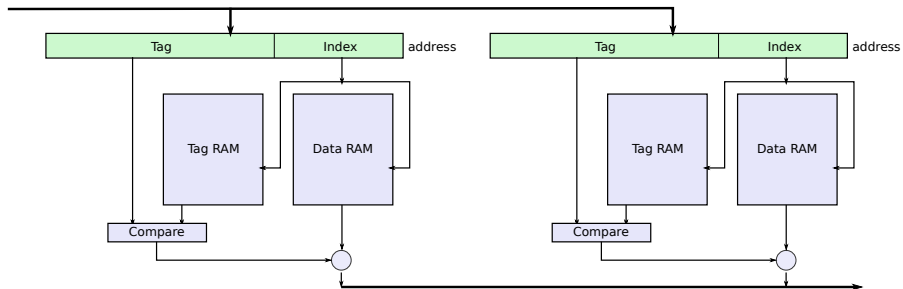 Tag Index address Tag Index address
Tag RAM Data RAM Tag RAM Data RAM
Compare Compare